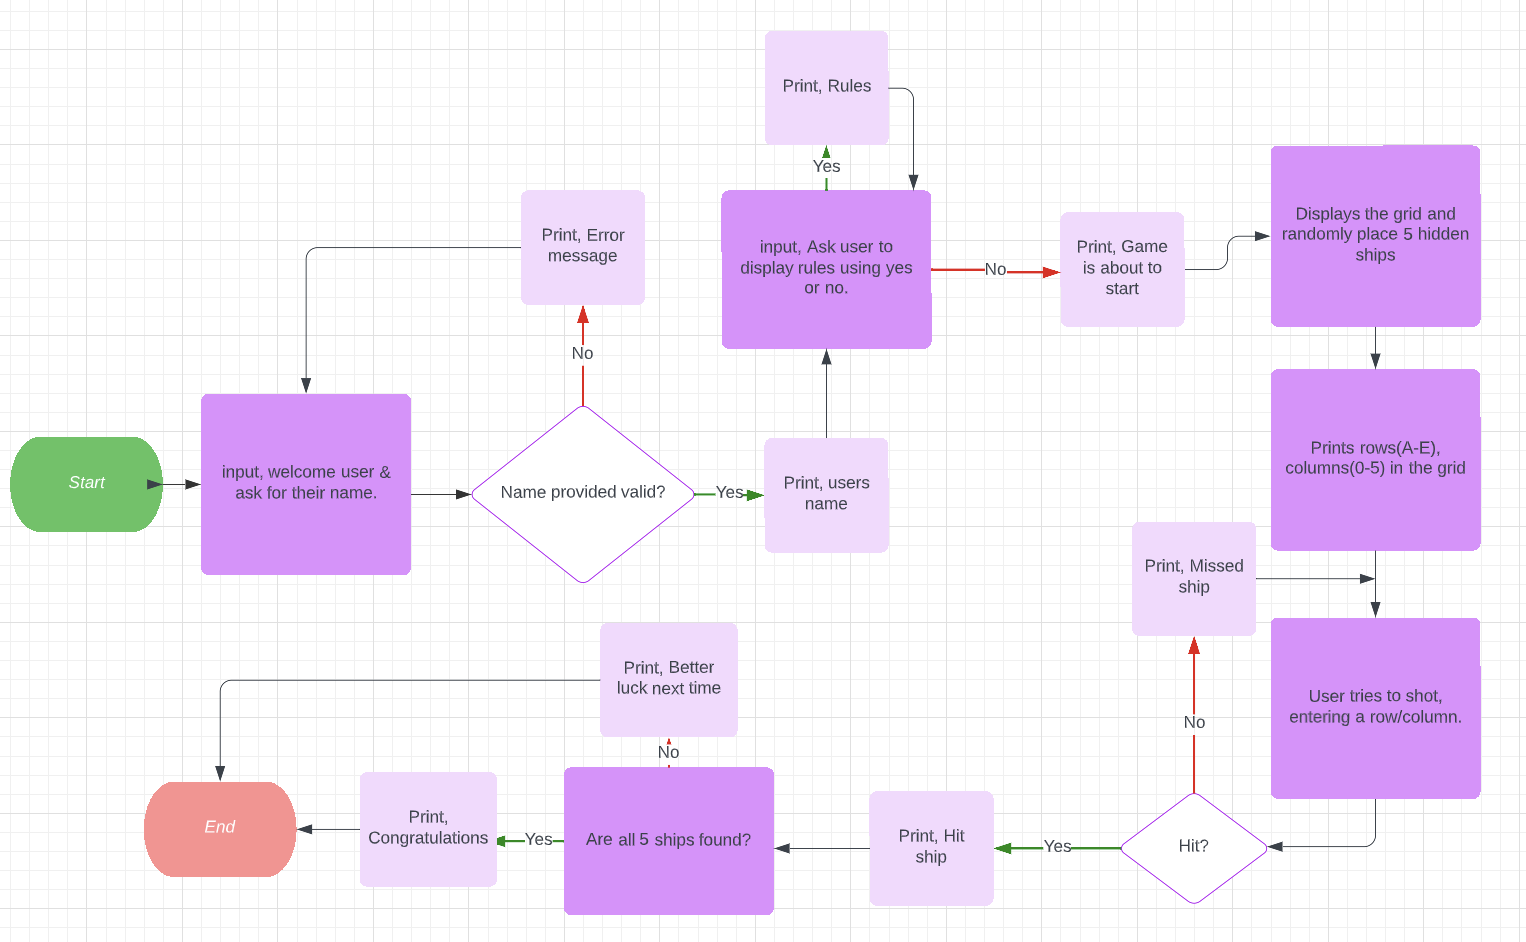 Start
input, welcome user &
ask for their name.
Name provided valid?
No
Print, Error
message
Yes
Print, users
name
input, Ask user to
display rules using yes
or no.
Yes
Print, Rules
No
Print, Game
is about to
start
Displays the grid and
randomly place 5 hidden
ships
Prints rows(A-E),
columns(0-5) in the grid
User tries to shot,
entering a row/column.
Hit?
No
Print, Missed
ship
Yes
Print, Hit
ship
Are all 5 ships found?
No
Print, Better
luck next time
Yes
Print,
Congratulations
End